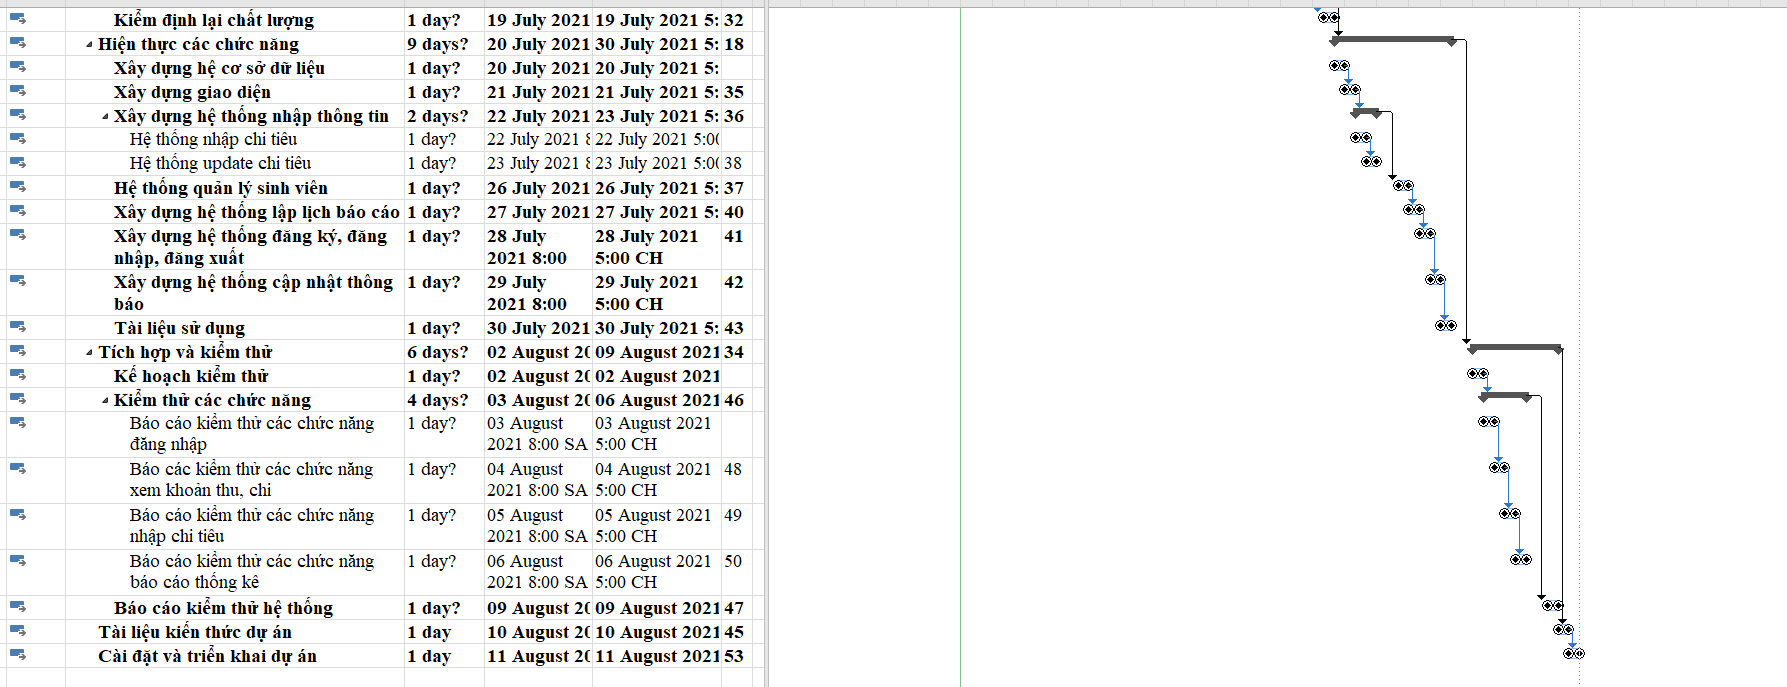 Kiểm định lại chất lượng 1 day? 19 July 2021 19 July 2021 5: 32
Hiện thực các chức năng 9 days? 20 July 2021 30 July 2021 5: 18
Xây dựng hệ cơ sở dữ liệu 1 day? 20 July 2021 20 July 2021 5:
Xây dựng giao diện 1 day? 21 July 2021 21 July 2021 5: 35
Xây dựng hệ thống nhập thông tin 2 days? 22 July 2021 23 July 2021 5: 36
Hệ thống nhập chi tiêu 1 day? 22 July 2021 8 22 July 2021 5:00
Hệ thống update chi tiêu 1 day? 23 July 2021 8 23 July 2021 5:00 38
Hệ thống quản lý sinh viên 1 day? 26 July 2021 26 July 2021 5: 37
Xây dựng hệ thống lập lịch báo cáo 1 day? 27 July 2021 27 July 2021 5: 40
Xây dựng hệ thống đăng ký, đăng 1 day? 28 July 28 July 2021 41
nhập, đăng xuất 2021 8:00 5:00 CH
Xây dựng hệ thống cập nhật thông 1 day? 29 July 29 July 2021 42
báo 2021 8:00 5:00 CH
Tài liệu sử dụng 1 day? 30 July 2021 30 July 2021 5: 43
Tích hợp và kiểm thử 6 days? 02 August 20 09 August 2021 34
Kế hoạch kiểm thử 1 day? 02 August 20 02 August 2021
Kiểm thử các chức năng 4 days? 03 August 20 06 August 2021 46
Báo cáo kiểm thử các chức năng 1 day? 03 August 03 August 2021
đăng nhập 2021 8:00 SA 5:00 CH
Báo các kiểm thử các chức năng 1 day? 04 August 04 August 2021 48
xem khoản thu, chi 2021 8:00 SA 5:00 CH
Báo cáo kiểm thử các chức năng 1 day? 05 August 05 August 2021 49
nhập chi tiêu 2021 8:00 SA 5:00 CH
Báo cáo kiểm thử các chức năng 1 day? 06 August 06 August 2021 50
báo cáo thống kê 2021 8:00 SA 5:00 CH
Báo cáo kiểm thử hệ thống 1 day? 09 August 20 09 August 2021 47
Tài liệu kiến thức dự án 1 day 10 August 20 10 August 2021 45
Cài đặt và triển khai dự án 1 day 11 August 20 11 August 2021 53